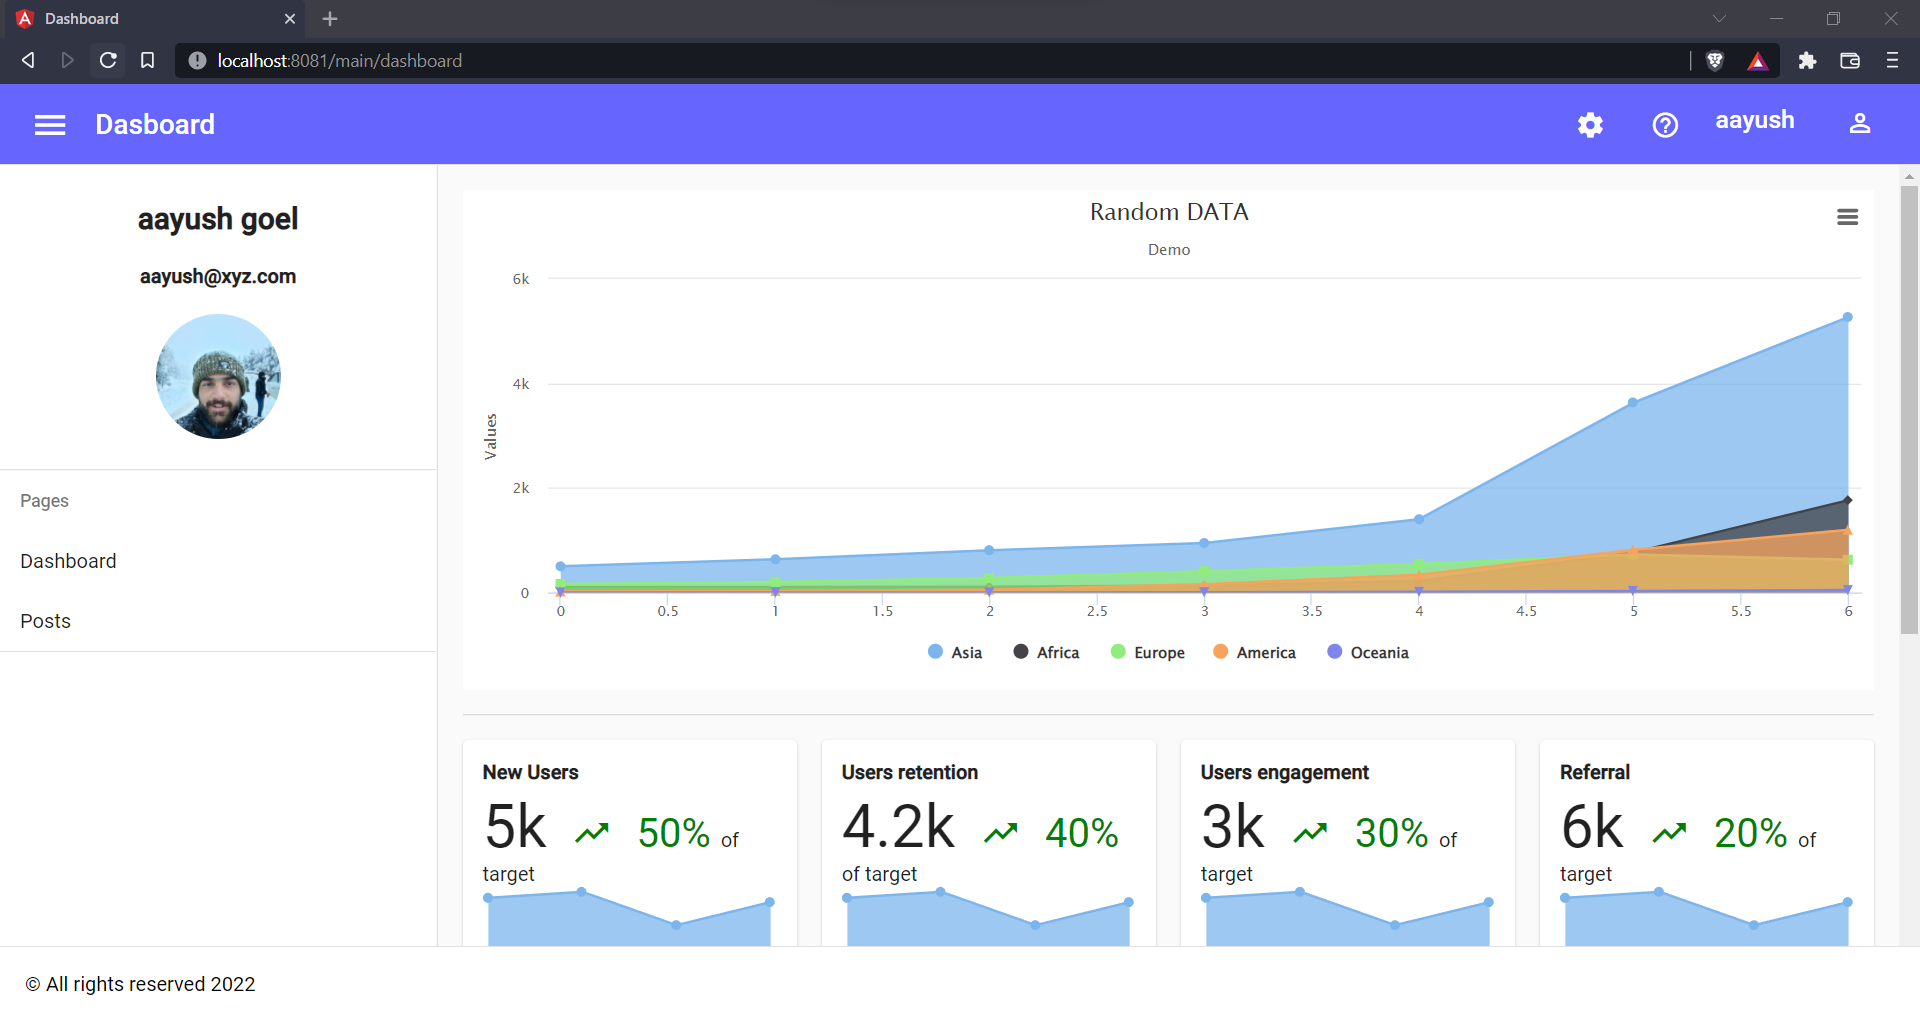 Dashboard
localhost:8081/main/dashboard
Dasboard
aayush
aayush goel
aayush@xyz.com
Pages
Dashboard
Posts
Random DATA
Demo
Values
6k
4k
2k
0
0 0.5 1 1.5 2 2.5 3 3.5 4 4.5 5 5.5 6
Asia Africa Europe America Oceania
New Users
5k 50% of
target
Users retention
4.2k 40%
of target
Users engagement
3k 30% of
target
Referral
6k 20% of
target
© All rights reserved 2022